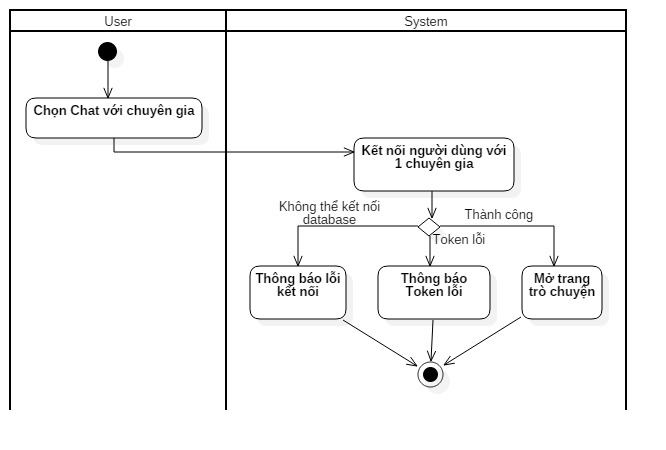 User
System
Chọn Chat với chuyên gia
Kết nối người dùng với
1 chuyên gia
Không thể kết nối
database
Thành công
Token lỗi
Thông báo lỗi
kết nối
Thông báo
Token lỗi
Mở trang
trò chuyện